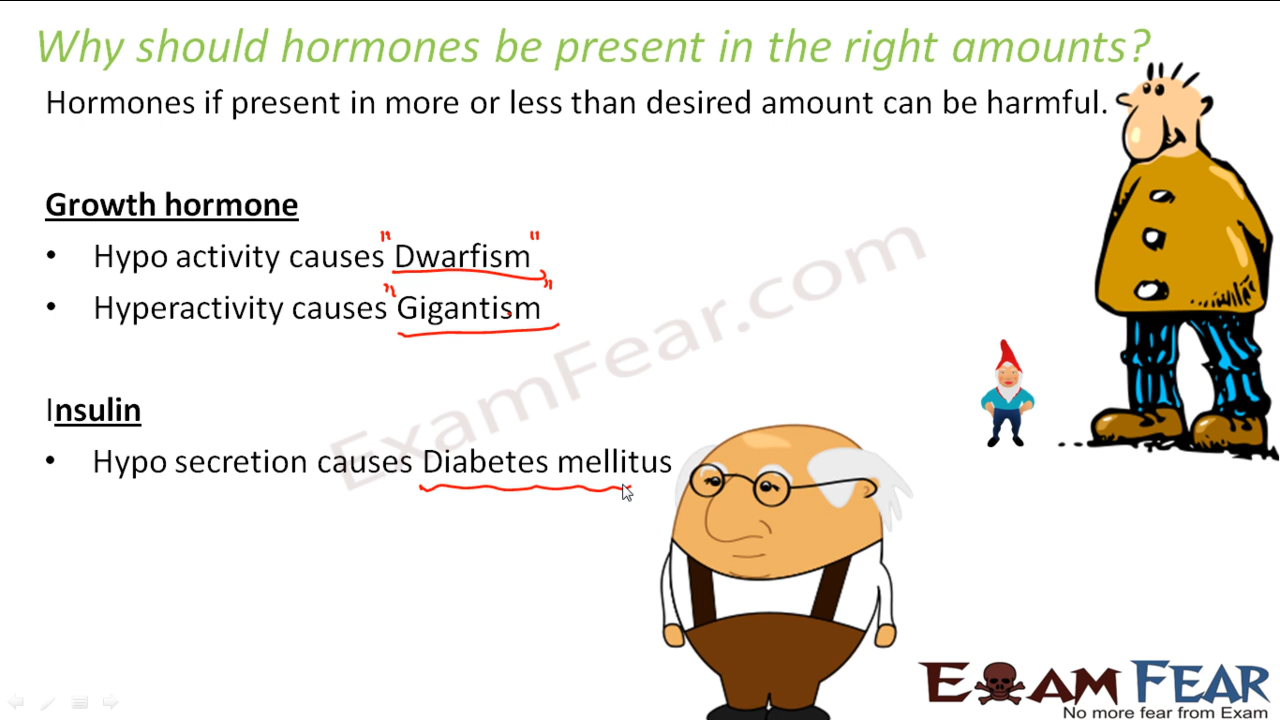 Why should hormones be present in the right amounts?
Hormones if present in more or less than desired amount can be harmful.
Growth hormone
• Hypo activity causes "Dwarfism"
• Hyperactivity causes "Gigantism"
Insulin
• Hypo secretion causes Diabetes mellitus
ExamFear.com
EXAM FEAR
No more fear from Exam